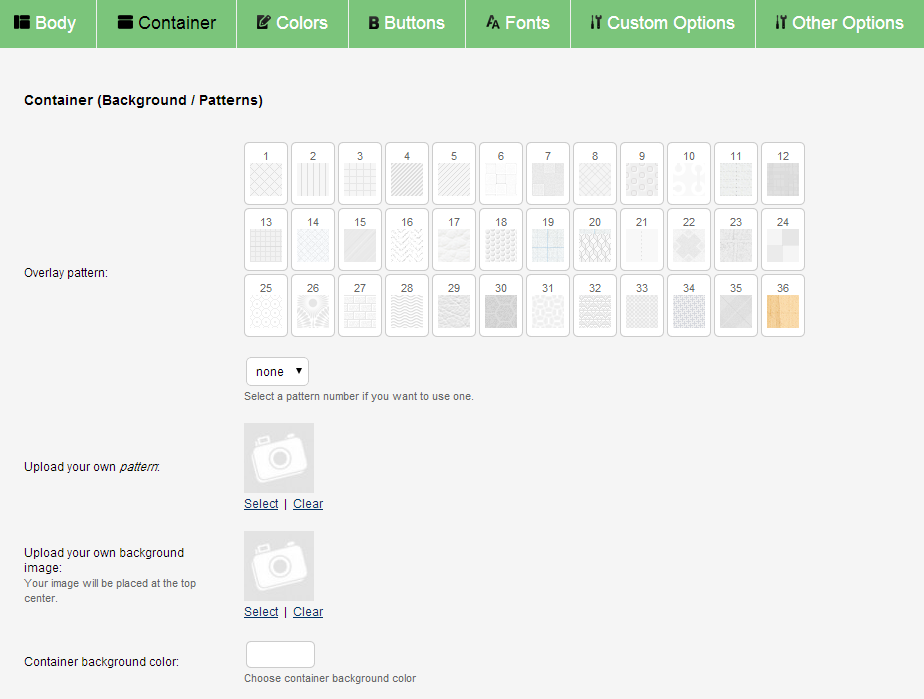 Body Container Colors Buttons Fonts Custom Options Other Options
Container (Background / Patterns)
1 2 3 4 5 6 7 8 9 10 11 12
13 14 15 16 17 18 19 20 21 22 23 24
Overlay pattern:
25 26 27 28 29 30 31 32 33 34 35 36
none
Select a pattern number if you want to use one.
Upload your own pattern:
Select | Clear
Upload your own background
image:
Your image will be placed at the top
center.
Select | Clear
Container background color:
Choose container background color